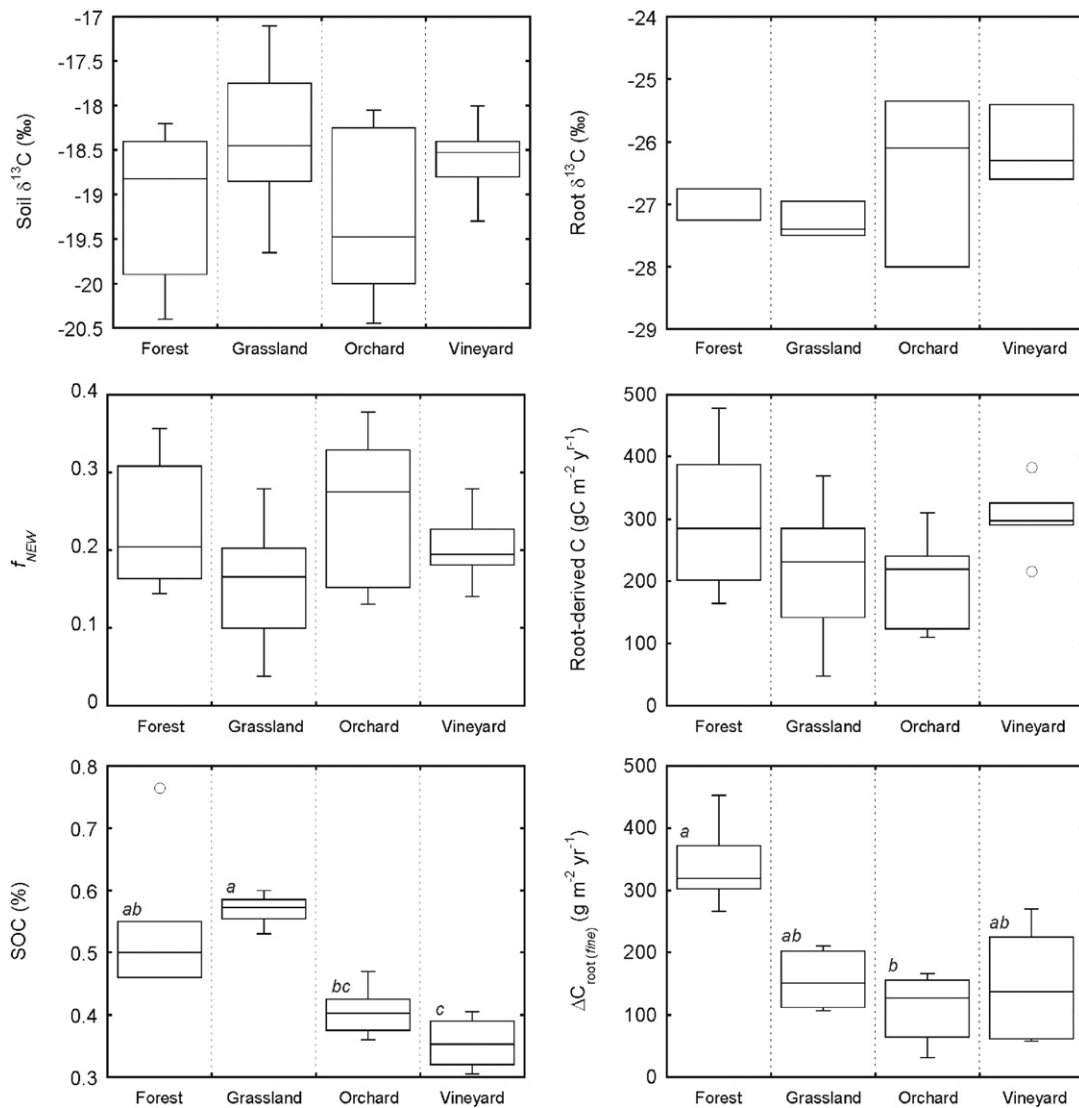 Soil δ¹³C (‰)
-17
-17.5
-18
-18.5
-19
-19.5
-20
-20.5
Forest Grassland Orchard Vineyard
Root δ¹³C (‰)
-24
-25
-26
-27
-28
-29
Forest Grassland Orchard Vineyard
f_NEW
0.4
0.3
0.2
0.1
0
Forest Grassland Orchard Vineyard
Root-derived C (gC m⁻² y^r-1)
500
400
300
200
100
0
Forest Grassland Orchard Vineyard
SOC (%)
0.8
0.7
0.6
0.5
0.4
0.3
ab
a
bc
c
Forest Grassland Orchard Vineyard
ΔC_root (fine) (g m⁻² yr⁻¹)
500
400
300
200
100
0
a
ab
b
ab
Forest Grassland Orchard Vineyard